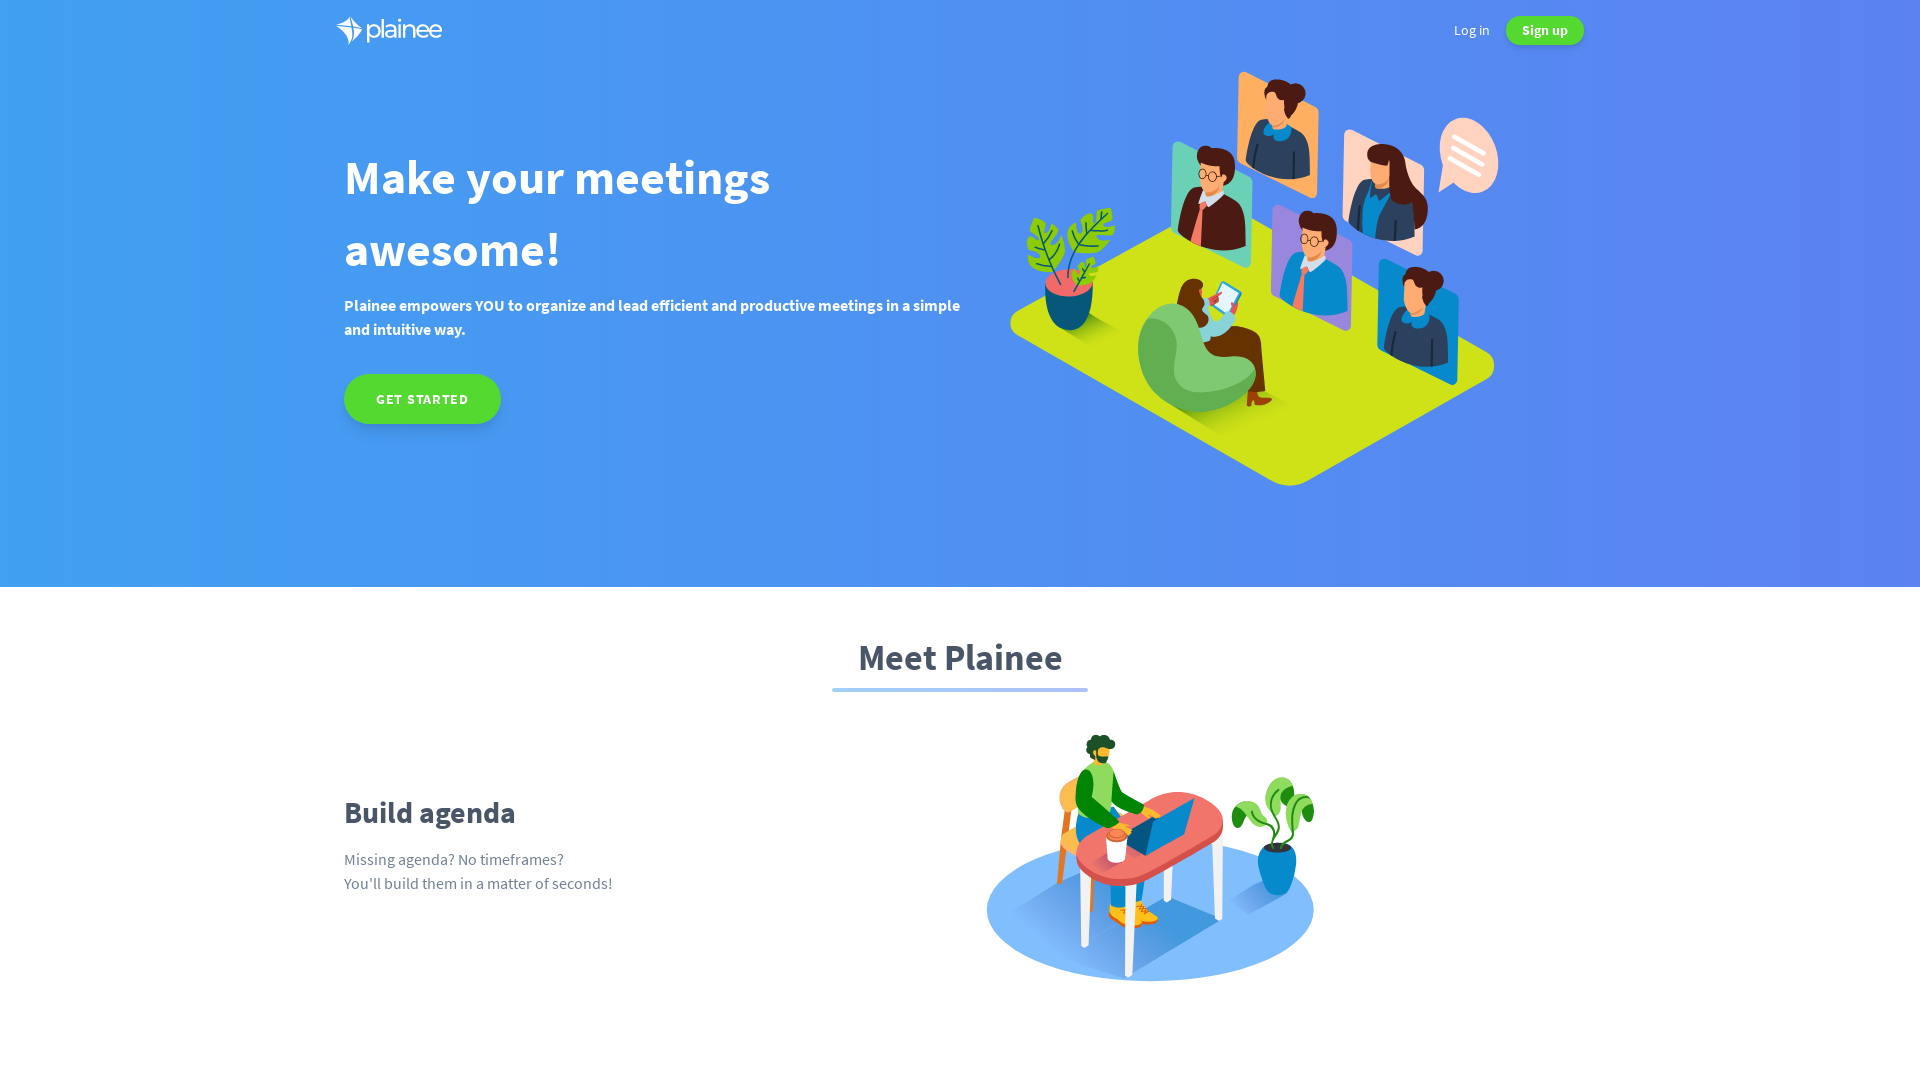 plainee
Log in
Sign up
Make your meetings
awesome!
Plainee empowers YOU to organize and lead efficient and productive meetings in a simple
and intuitive way.
GET STARTED
Meet Plainee
Build agenda
Missing agenda? No timeframes?
You'll build them in a matter of seconds!